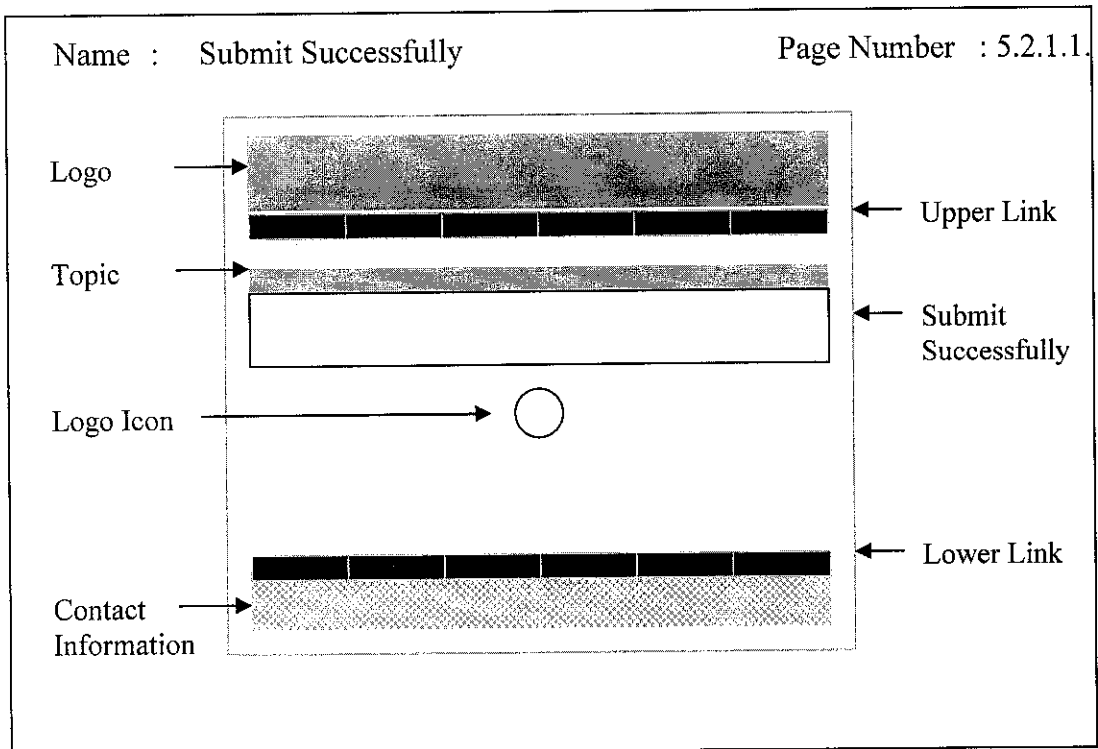 Name : Submit Successfully
Page Number : 5.2.1.1.
Logo
Upper Link
Topic
Submit
Successfully
Logo Icon
Lower Link
Contact
Information